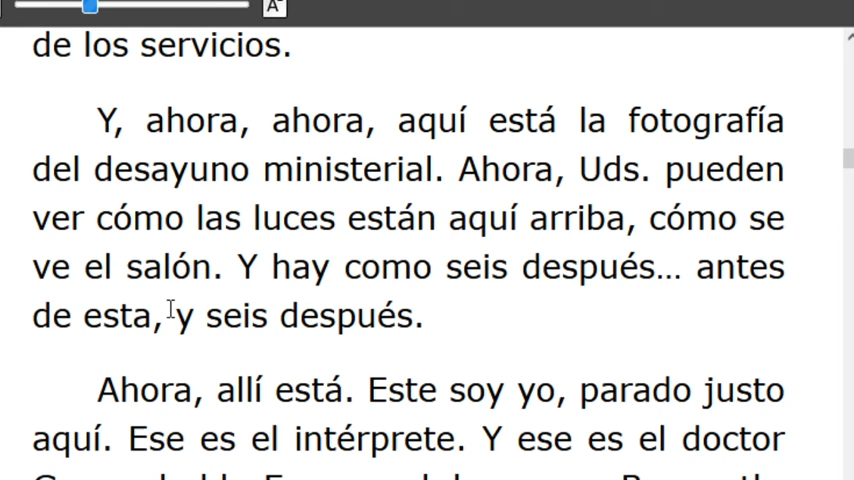 A
de los servicios.
Y, ahora, ahora, aquí está la fotografía
del desayuno ministerial. Ahora, Uds. pueden
ver cómo las luces están aquí arriba, cómo se
ve el salón. Y hay como seis después... antes
de esta, y seis después.
Ahora, allí está. Este soy yo, parado justo
aquí. Ese es el intérprete. Y ese es el doctor